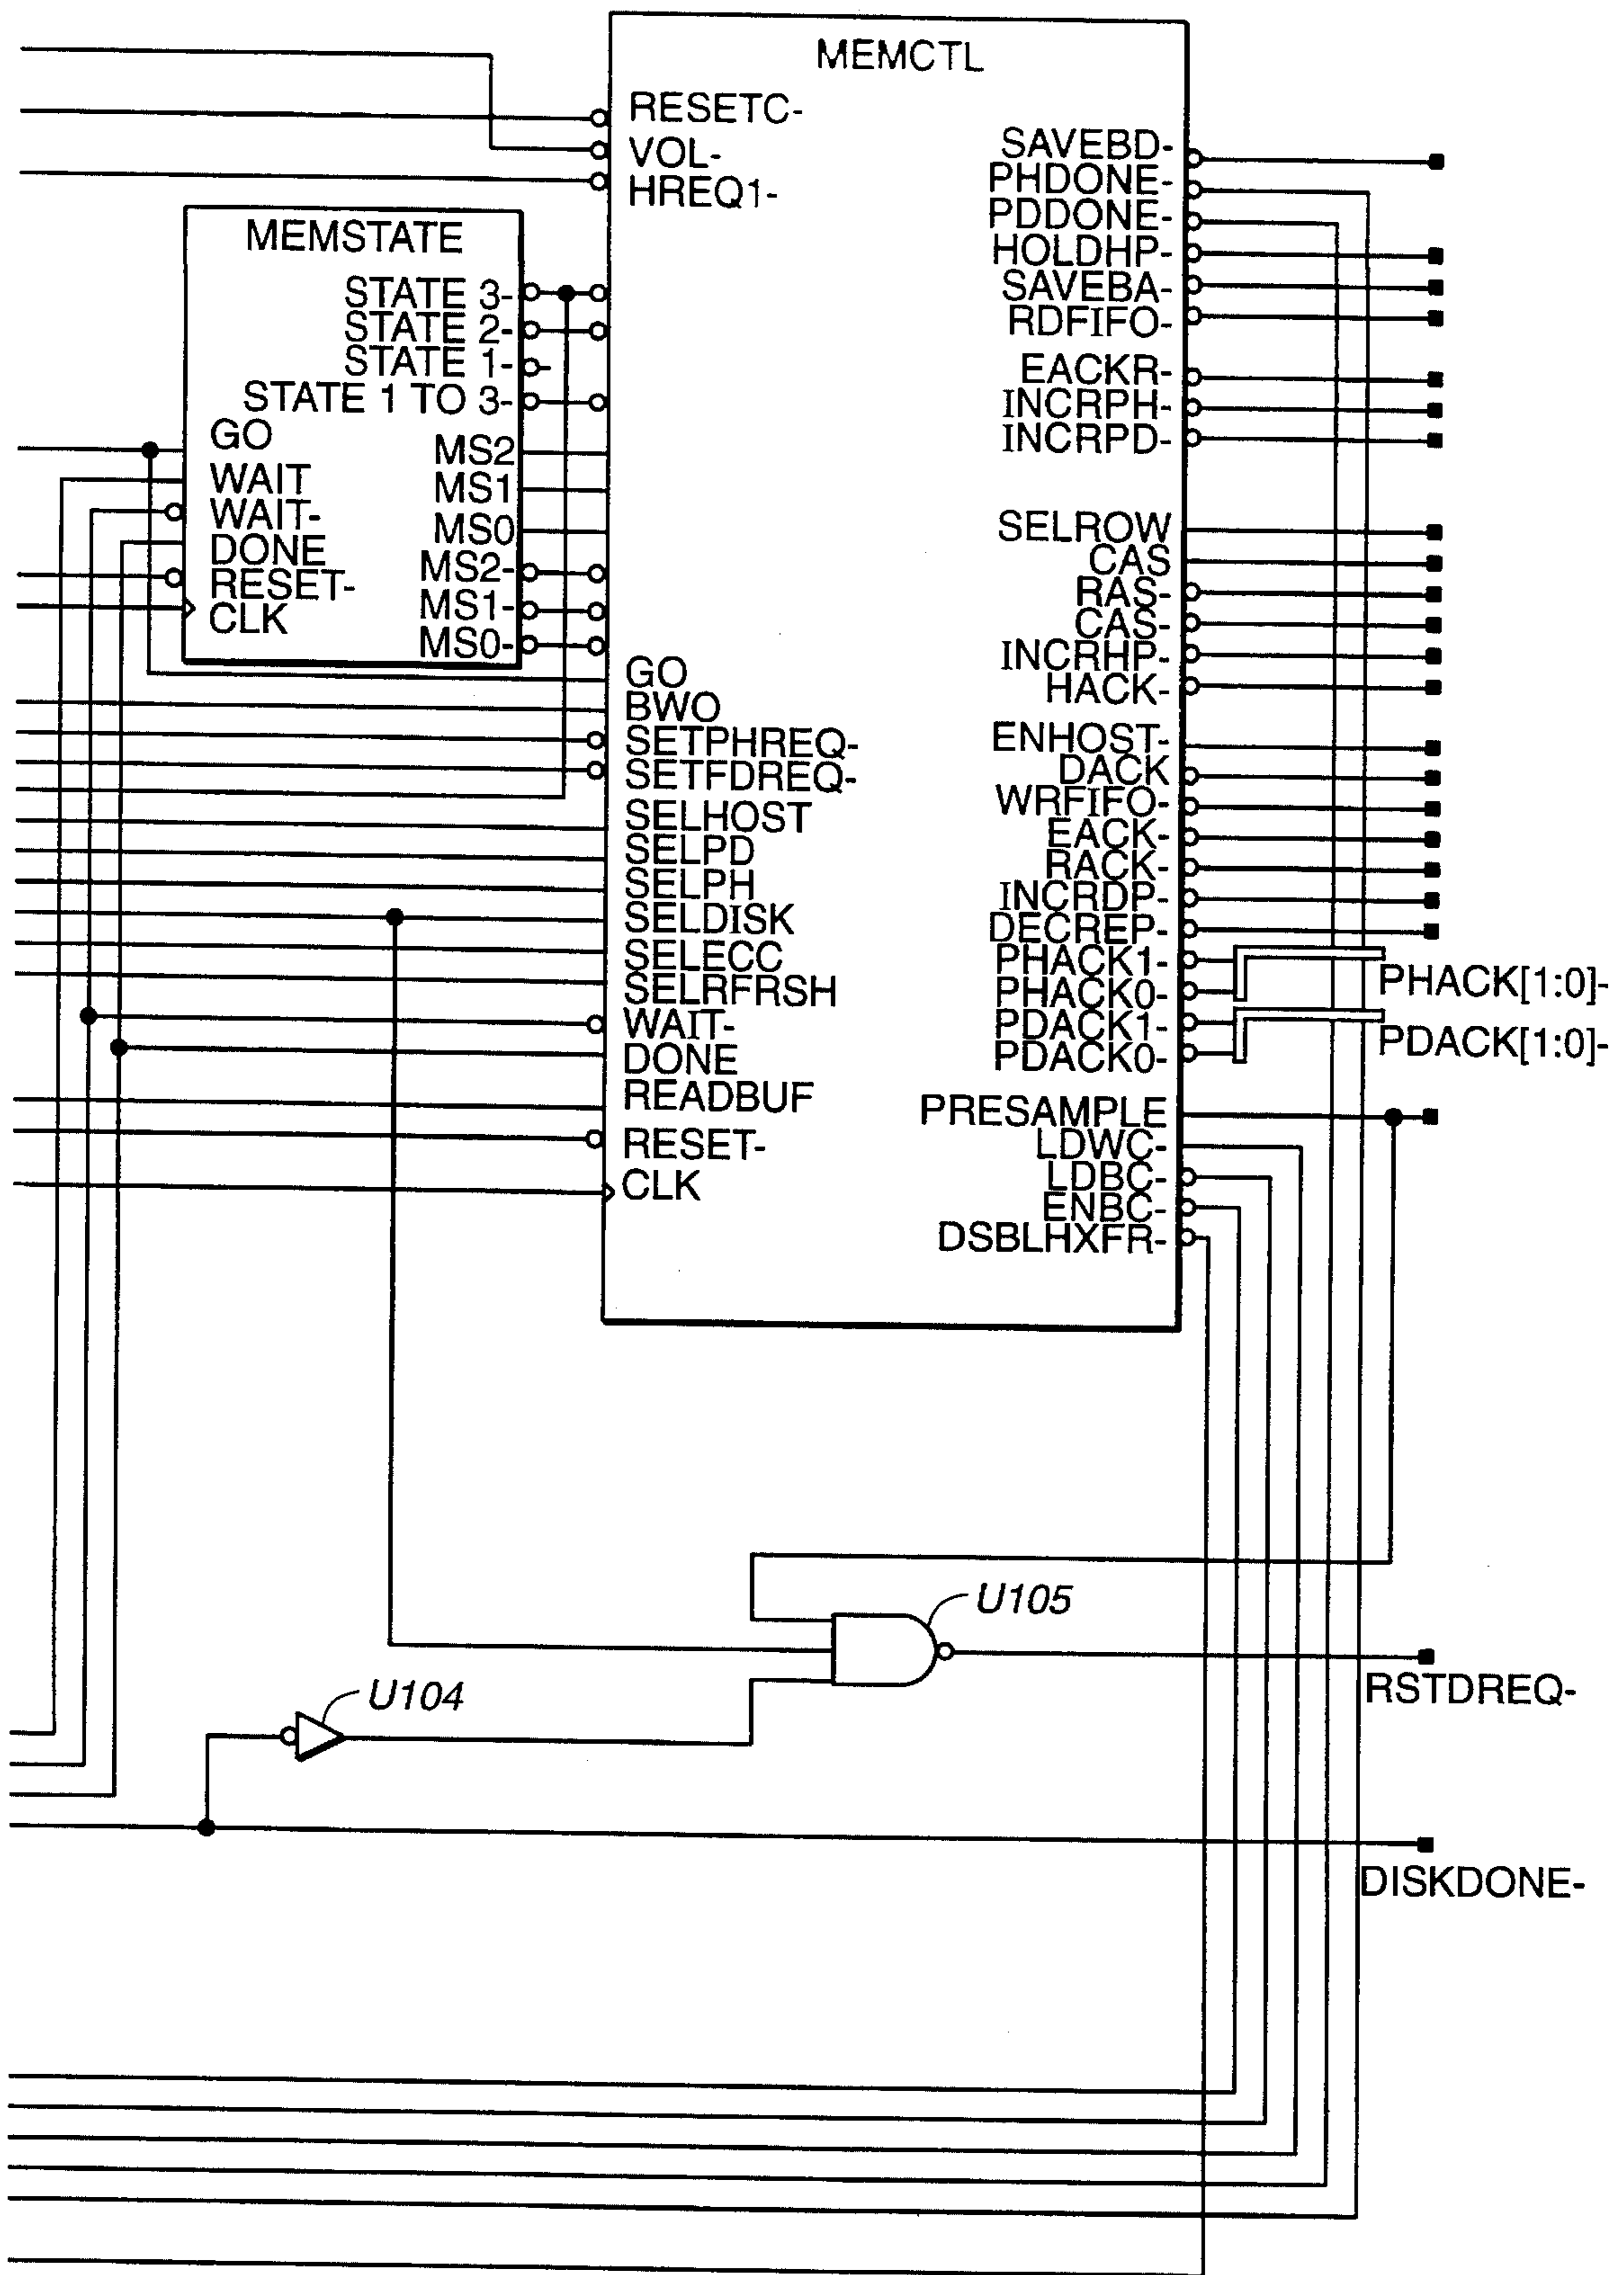 MEMCTL
RESETC-
VOL-
HREQ1-
SAVEBD-
PHDONE-
PDDONE-
HOLDHP-
SAVEBA-
RDFIFO-
EACKR-
INCRPH-
INCRPD-
MEMSTATE
STATE 3-
STATE 2-
STATE 1-
STATE 1 TO 3-
GO
WAIT
WAIT-
DONE
RESET-
CLK
MS2
MS1
MS0
MS2-
MS1-
MS0-
SELROW
CAS
RAS-
CAS-
INCRHP-
HACK-
GO
BWO
SETPHREQ-
SETFDREQ-
SELHOST
SELPD
SELPH
SELDISK
SELECC
SELRFRSH
WAIT-
DONE
READBUF
RESET-
CLK
ENHOST-
DACK
WRFIFO-
EACK-
RACK-
INCRDP-
DECREP-
PHACK1-
PHACK0-
PDACK1-
PDACK0-
PHACK[1:0]-
PDACK[1:0]-
PRESAMPLE
LDWC-
LDBC-
ENBC-
DSBLHXFR-
U105
RSTDREQ-
U104
DISKDONE-